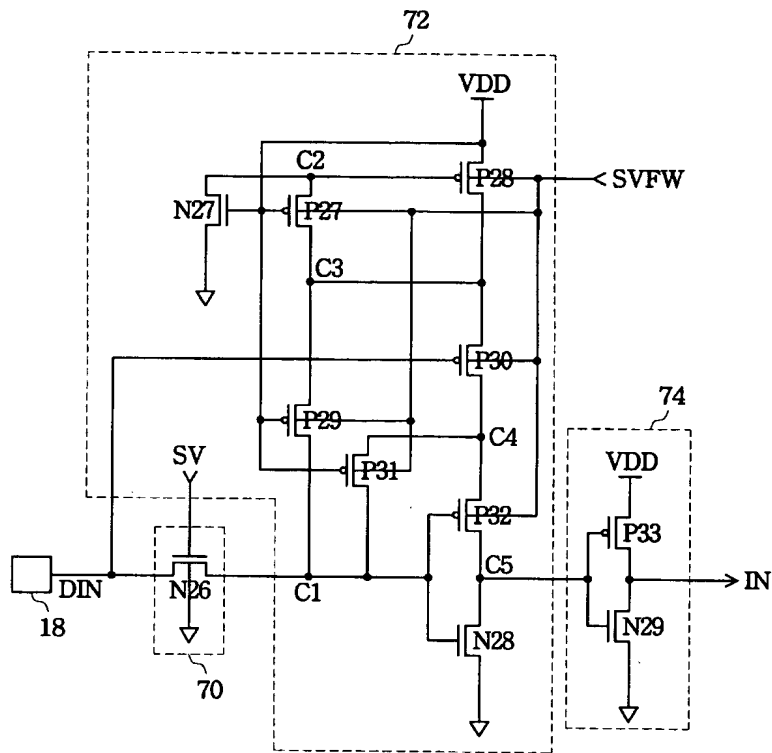 72
VDD
C2
P28
SVFW
N27
P27
C3
P30
74
P29
C4
SV
P31
VDD
P32
P33
DIN
N26
C1
C5
IN
18
N28
N29
70